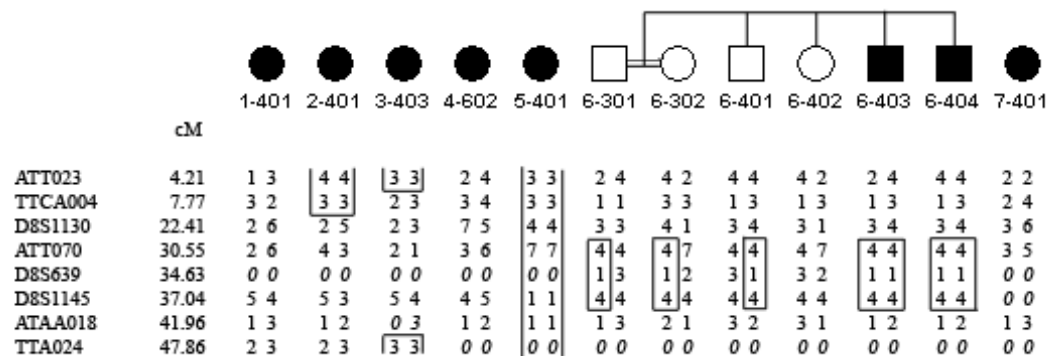 1-401 2-401 3-403 4-602 5-401 6-301 6-302 6-401 6-402 6-403 6-404 7-401
cM
ATT023 4.21 1 3 4 4 3 3 2 4 3 3 2 4 4 2 4 4 4 2 2 4 4 4 2 2
TTCA004 7.77 3 2 3 3 2 3 3 4 3 3 1 1 3 3 1 3 1 3 1 3 1 3 2 4
D8S1130 22.41 2 6 2 5 2 3 7 5 4 4 3 3 4 1 3 4 3 1 3 4 3 4 3 6
ATT070 30.55 2 6 4 3 2 1 3 6 7 7 4 4 4 7 4 4 4 7 4 4 4 4 3 5
D8S639 34.63 0 0 0 0 0 0 0 0 0 0 1 3 1 2 3 1 3 2 1 1 1 1 0 0
D8S1145 37.04 5 4 5 3 5 4 4 5 1 1 4 4 4 4 4 4 4 4 4 4 4 4 0 0
ATAA018 41.96 1 3 1 2 0 3 1 2 1 1 1 3 2 1 3 2 3 1 1 2 1 2 1 3
TTA024 47.86 2 3 2 3 3 3 0 0 0 0 0 0 0 0 0 0 0 0 0 0 0 0 0 0